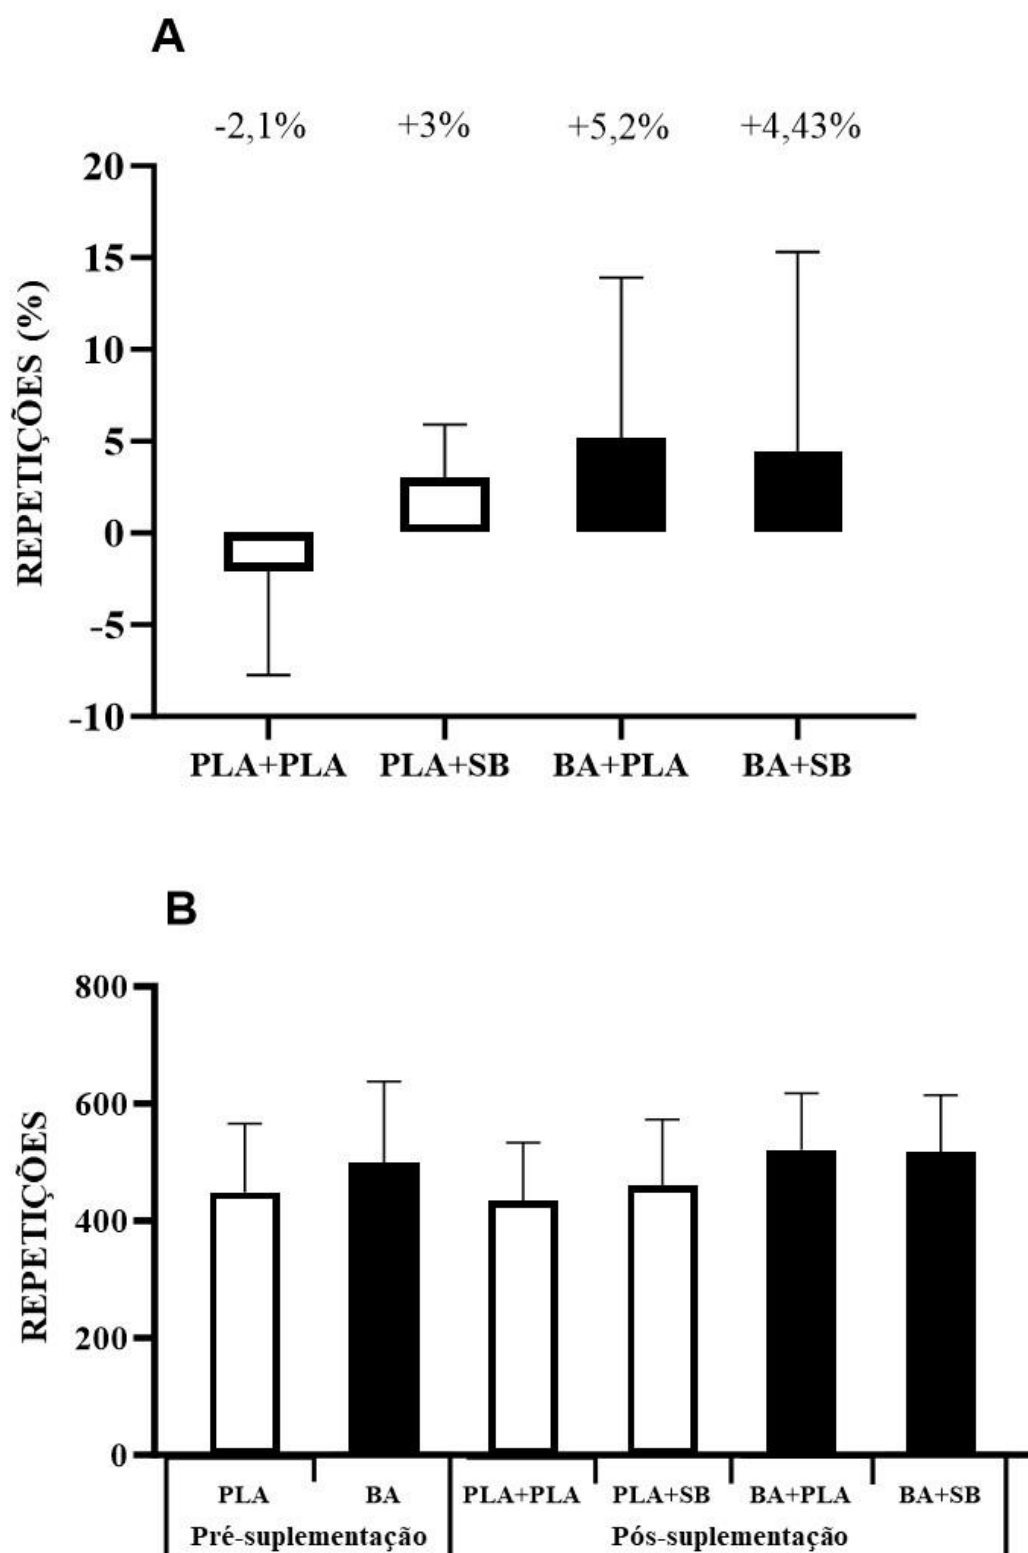 A
-2,1% +3% +5,2% +4,43%
REPETIÇÕES (%)
20
15
10
5
0
-5
-10
PLA+PLA PLA+SB BA+PLA BA+SB
B
REPETIÇÕES
800
600
400
200
0
PLA BA PLA+PLA PLA+SB BA+PLA BA+SB
Pré-suplementação Pós-suplementação